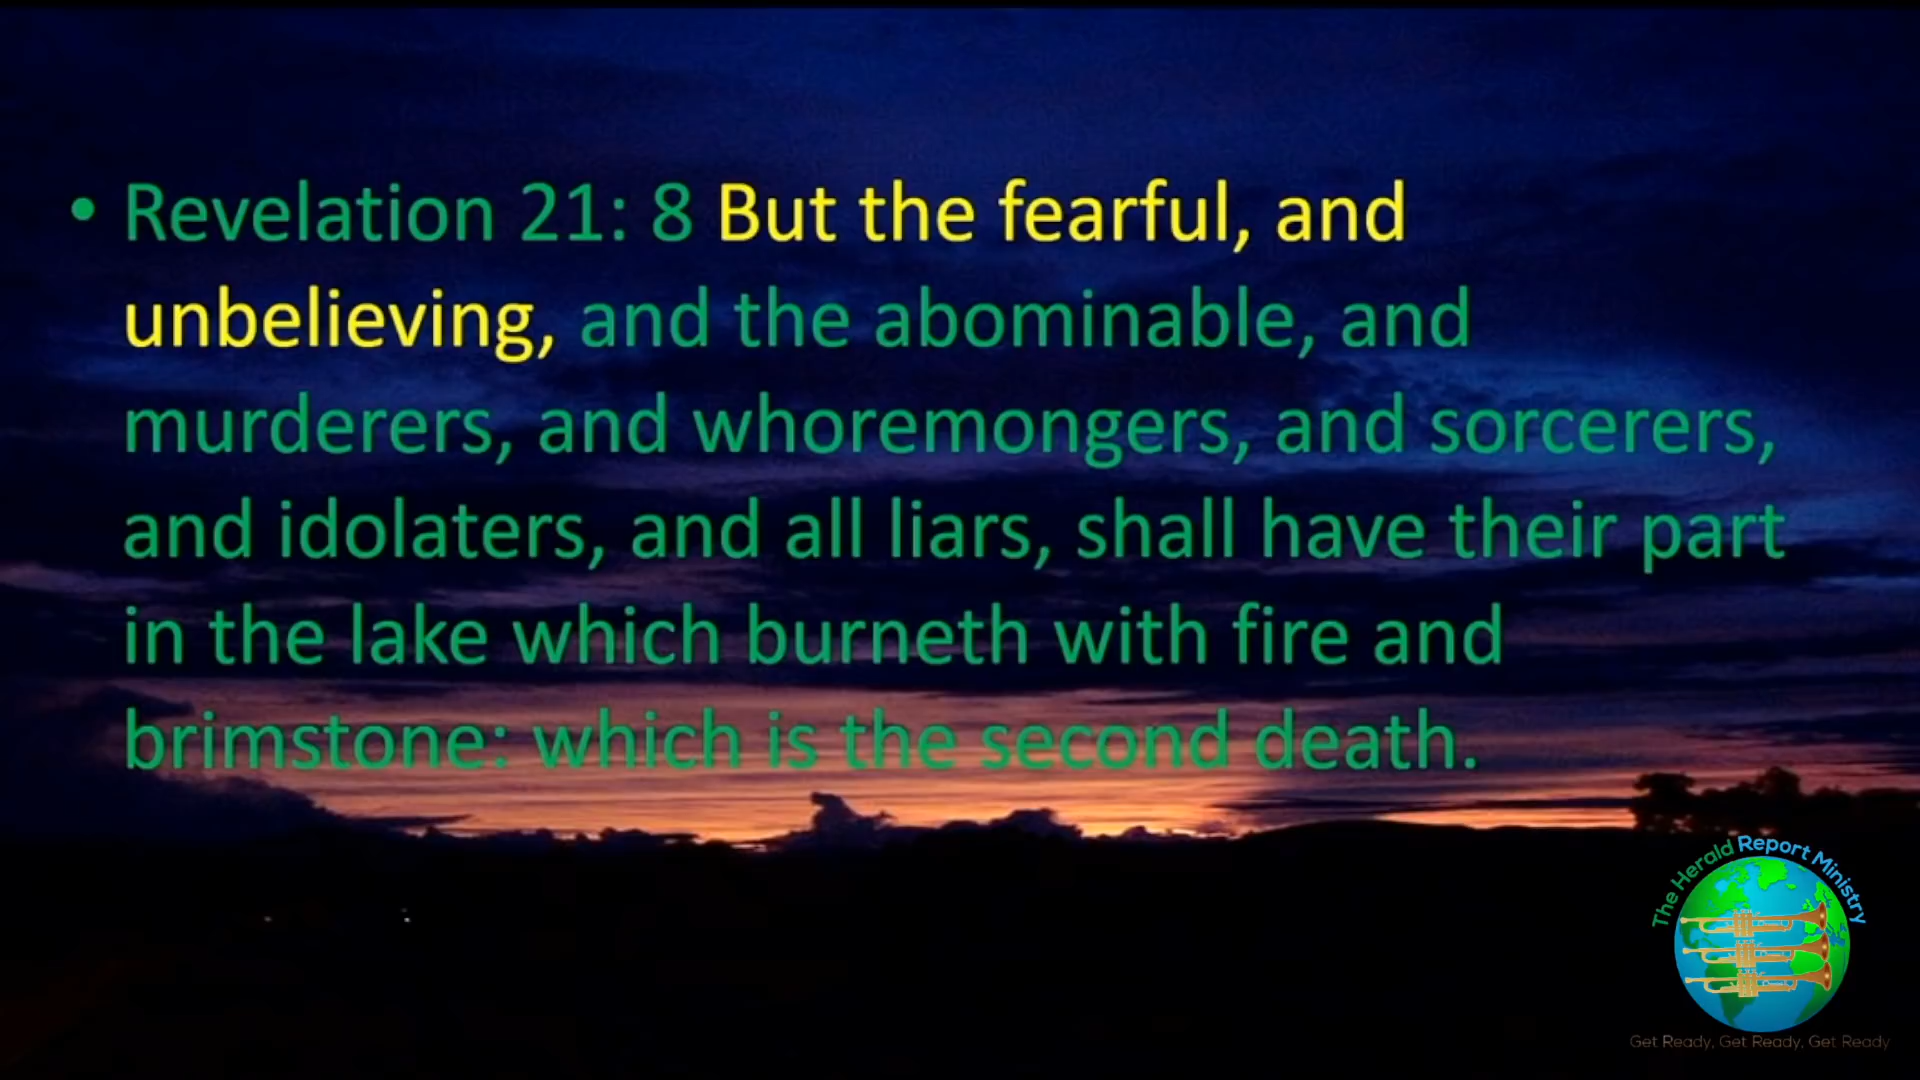 • Revelation 21: 8 But the fearful, and
unbelieving, and the abominable, and
murderers, and whoremongers, and sorcerers,
and idolaters, and all liars, shall have their part
in the lake which burneth with fire and
brimstone: which is the second death.
The Herald Report Ministry
Get Ready, Get Ready, Get Ready